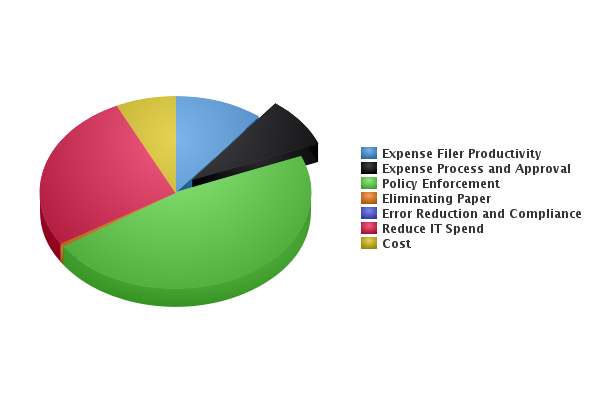 Expense Filer Productivity
Expense Process and Approval
Policy Enforcement
Eliminating Paper
Error Reduction and Compliance
Reduce IT Spend
Cost